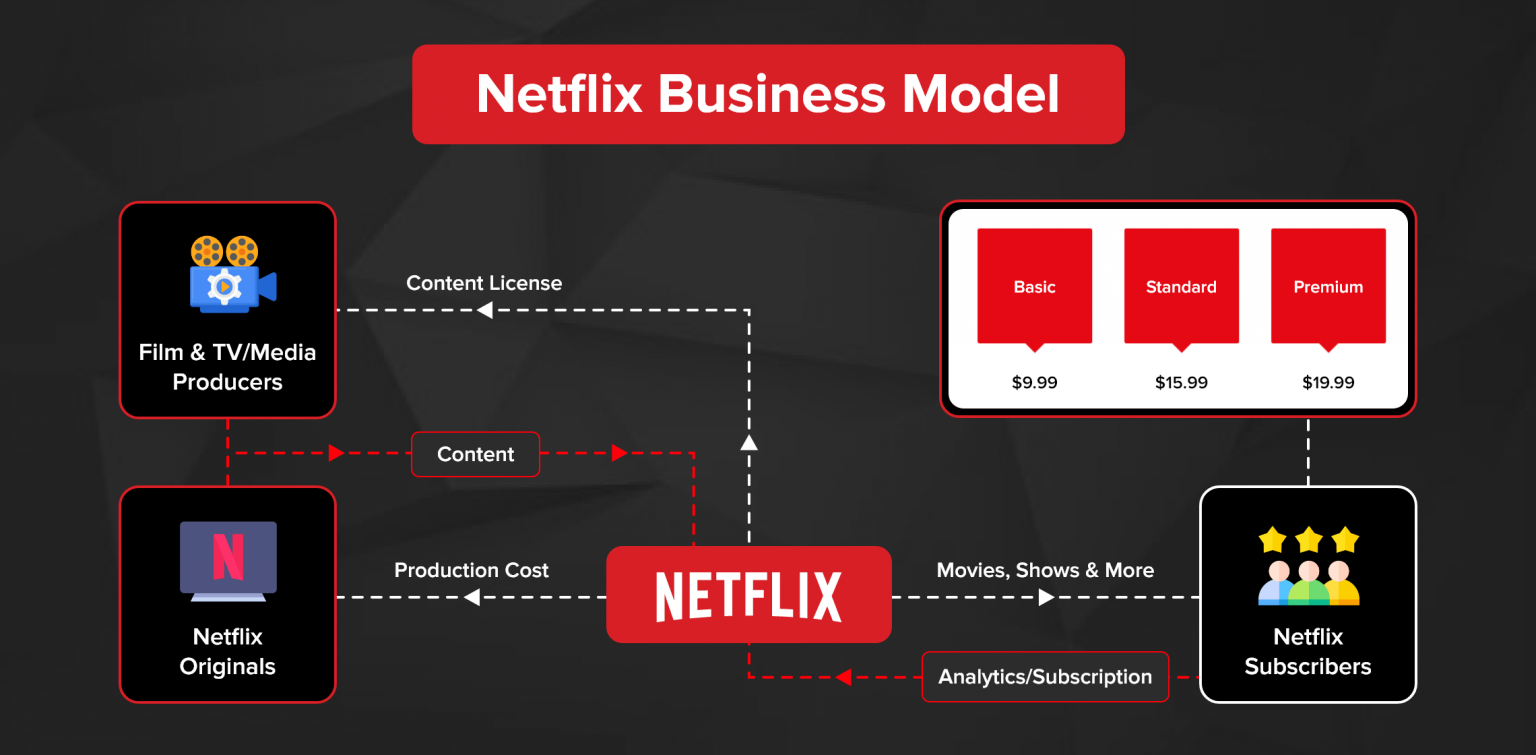 Netflix Business Model
Film & TV/Media
Producers
Content License
Basic
Standard
Premium
$9.99
$15.99
$19.99
Content
N
Netflix
Originals
Production Cost
NETFLIX
Movies, Shows & More
Analytics/Subscription
Netflix
Subscribers